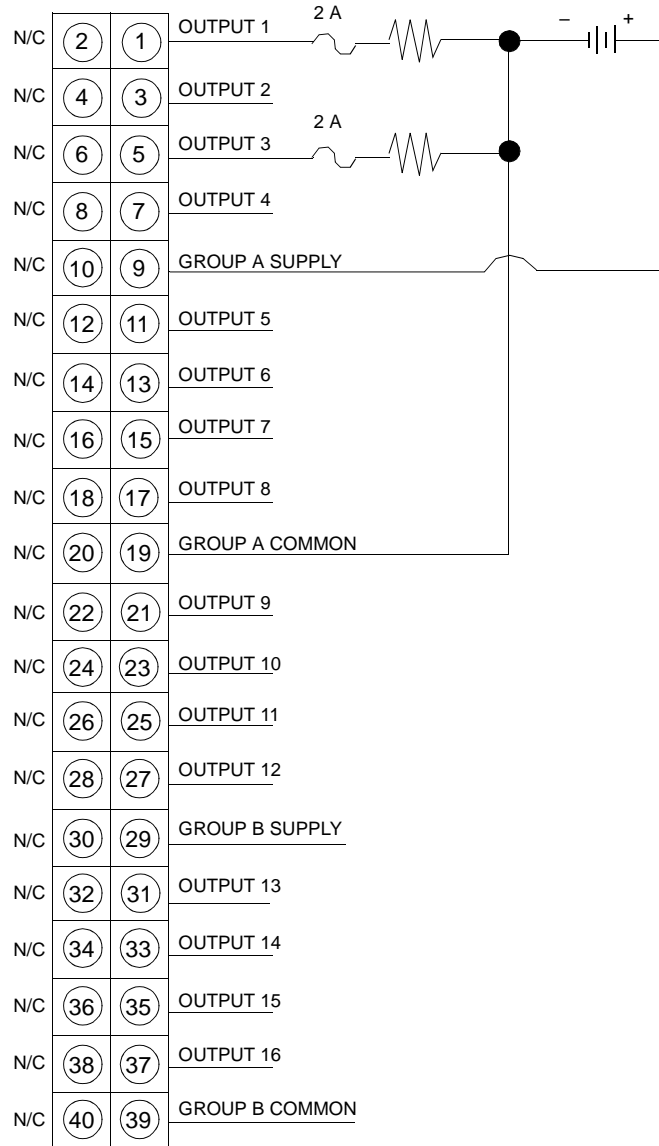 N/C 2 1 OUTPUT 1 2 A – +
N/C 4 3 OUTPUT 2
N/C 6 5 OUTPUT 3 2 A
N/C 8 7 OUTPUT 4
N/C 10 9 GROUP A SUPPLY
N/C 12 11 OUTPUT 5
N/C 14 13 OUTPUT 6
N/C 16 15 OUTPUT 7
N/C 18 17 OUTPUT 8
N/C 20 19 GROUP A COMMON
N/C 22 21 OUTPUT 9
N/C 24 23 OUTPUT 10
N/C 26 25 OUTPUT 11
N/C 28 27 OUTPUT 12
N/C 30 29 GROUP B SUPPLY
N/C 32 31 OUTPUT 13
N/C 34 33 OUTPUT 14
N/C 36 35 OUTPUT 15
N/C 38 37 OUTPUT 16
N/C 40 39 GROUP B COMMON